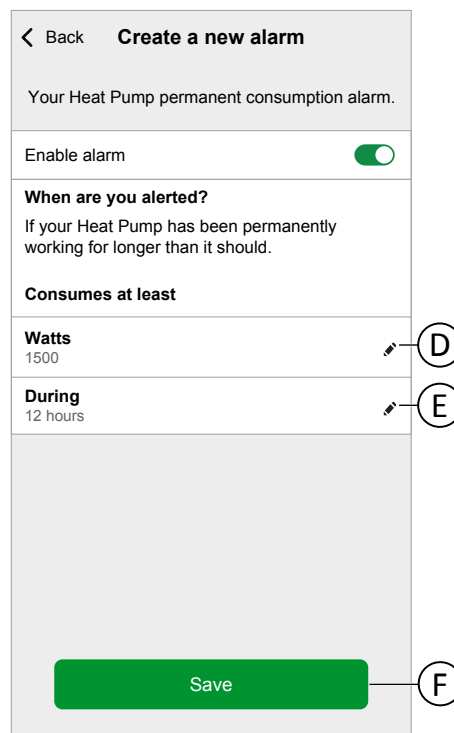 Back Create a new alarm
Your Heat Pump permanent consumption alarm.
Enable alarm
When are you alerted?
If your Heat Pump has been permanently
working for longer than it should.
Consumes at least
Watts
1500
D
During
12 hours
E
Save
F